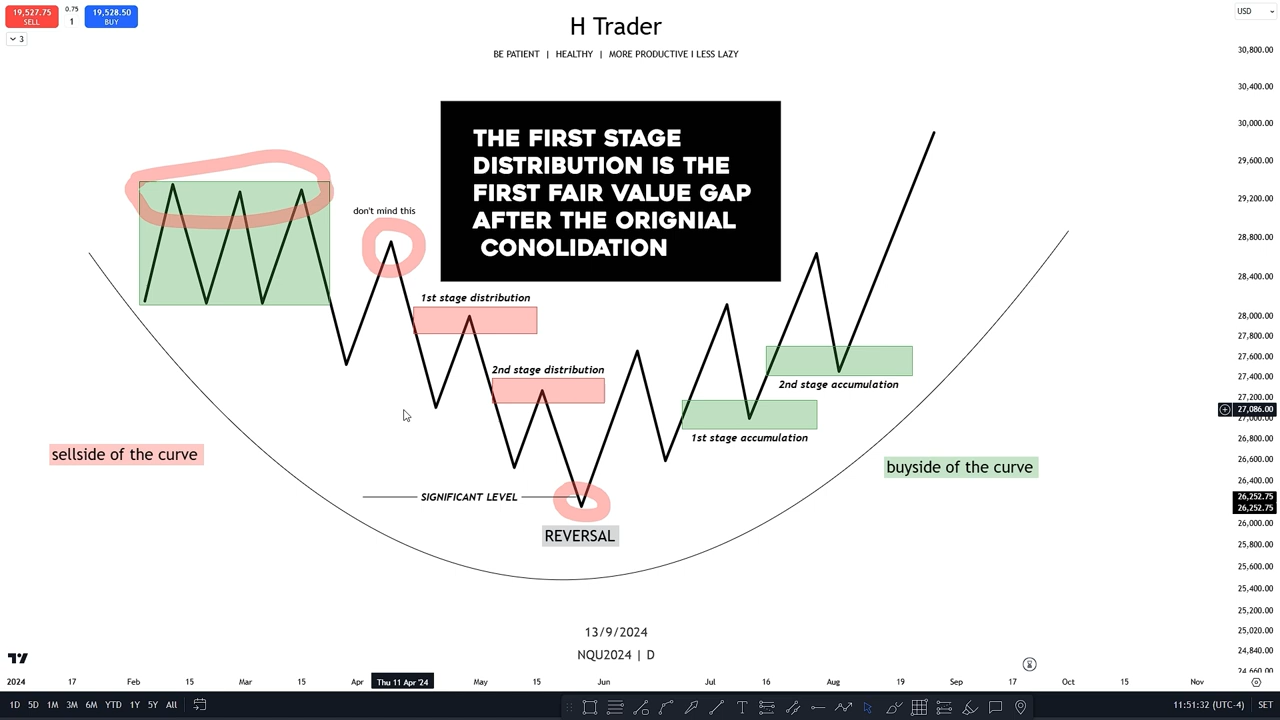 19,527.75
SELL
0.75
1
19,528.50
BUY
3
H Trader
BE PATIENT | HEALTHY | MORE PRODUCTIVE I LESS LAZY
USD
THE FIRST STAGE
DISTRIBUTION IS THE
FIRST FAIR VALUE GAP
AFTER THE ORIGNIAL
CONOLIDATION
don't mind this
1st stage distribution
2nd stage distribution
2nd stage accumulation
1st stage accumulation
sellside of the curve
buyside of the curve
SIGNIFICANT LEVEL
REVERSAL
13/9/2024
NQU2024 | D
30,800.00
30,400.00
30,000.00
29,600.00
29,200.00
28,800.00
28,400.00
28,000.00
27,800.00
27,600.00
27,400.00
27,200.00
27,086.00
26,800.00
26,600.00
26,400.00
26,252.75
26,252.75
26,000.00
25,800.00
25,600.00
25,400.00
25,200.00
25,020.00
24,840.00
24,660.00
2024 17 Feb 15 Mar 15 Apr Thu 11 Apr '24 May 15 Jun Jul 16 Aug 19 Sep 17 Oct 15 Nov
1D 5D 1M 3M 6M YTD 1Y 5Y All
11:51:32 (UTC-4) SET